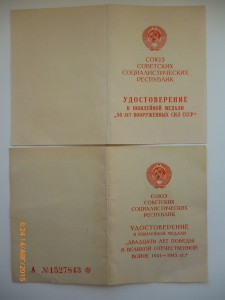 СОЮЗ
СОВЕТСКИХ
СОЦИАЛИСТИЧЕСКИХ
РЕСПУБЛИК
УДОСТОВЕРЕНИЕ
К ЮБИЛЕЙНОЙ МЕДАЛИ
„50 ЛЕТ ВООРУЖЕННЫХ СИЛ СССР“
СОЮЗ
СОВЕТСКИХ
СОЦИАЛИСТИЧЕСКИХ
РЕСПУБЛИК
УДОСТОВЕРЕНИЕ
К ЮБИЛЕЙНОЙ МЕДАЛИ
„ДВАДЦАТЬ ЛЕТ ПОБЕДЫ
В ВЕЛИКОЙ ОТЕЧЕСТВЕННОЙ
ВОЙНЕ 1941—1945 гг.“
А №1527843